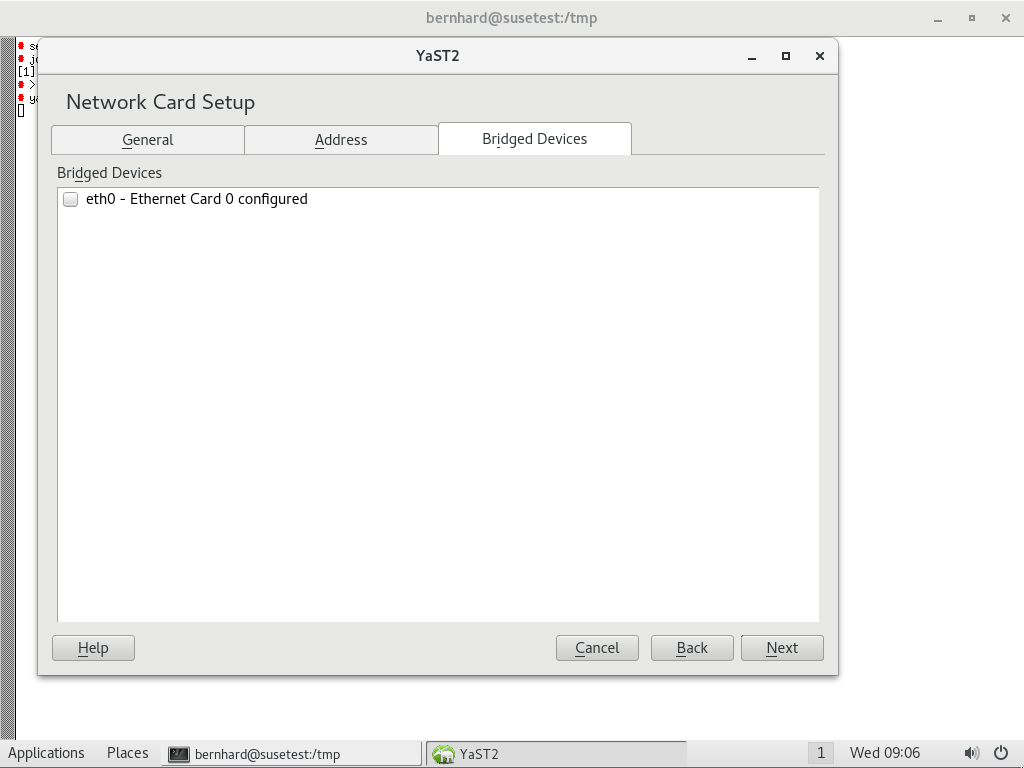 bernhard@susetest:/tmp
YaST2
[1]
>
Network Card Setup
General Address Bridged Devices
Bridged Devices
eth0 - Ethernet Card 0 configured
Help Cancel Back Next
Applications Places bernhard@susetest:/tmp YaST2 1 Wed 09:06